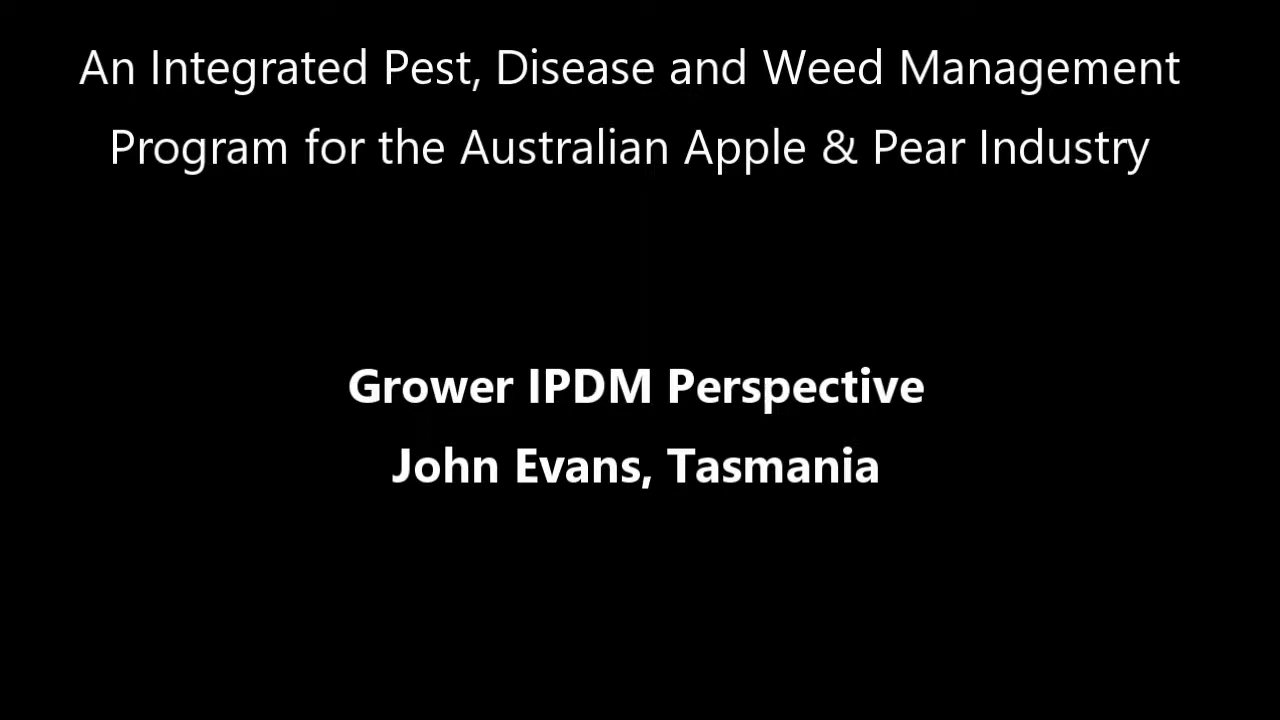 An Integrated Pest, Disease and Weed Management
Program for the Australian Apple & Pear Industry
Grower IPDM Perspective
John Evans, Tasmania